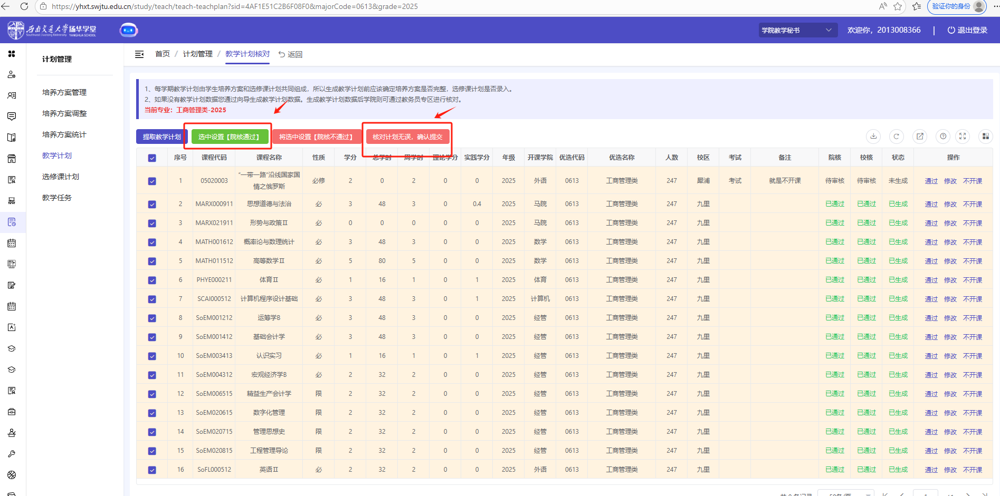 https://yhxt.swjtu.edu.cn/study/teach/teach-teachplan?sid=4AF1E51C2B6F08F0&majorCode=0613&grade=2025 验证你的身份
西南交通大学 扬华学堂 学院教学秘书 欢迎你，2013008366 | 退出登录
Southwest Jiaotong University YANGHUA SCHOOL
计划管理
培养方案管理
培养方案调整
培养方案统计
教学计划
选修课计划
教学任务
首页 / 计划管理 / 教学计划核对 返回
1、每学期教学计划由学生培养方案和选修课计划共同组成，所以生成教学计划前应该确定培养方案是否完整，选修课计划是否录入。
2、如果没有教学计划数据您通过向导生成教学计划数据。生成教学计划数据后学院则可通过教务员专区进行核对。
当前专业：工商管理类-2025
提取教学计划 选中设置【院核通过】 将选中设置【院核不通过】 核对计划无误，确认提交
序号 课程代码 课程名称 性质 学分 总学时 周学时 理论学分 实践学分 年级 开课学院 优选代码 优选名称 人数 校区 考试 备注 院核 校核 状态 操作
1 05020003 “一带一路”沿线国家国情之俄罗斯 必修 2 0 2 0 0 2025 外语 0613 工商管理类 247 犀浦 考试 就是不开课 待审核 待审核 未生成 通过 修改 不开课
2 MARX000911 思想道德与法治 必 3 48 3 0 0.4 2025 马院 0613 工商管理类 247 九里 已通过 已通过 已生成 通过 修改 不开课
3 MARX021911 形势与政策Ⅱ 必 0 0 0 0 0 2025 马院 0613 工商管理类 247 九里 已通过 已通过 已生成 通过 修改 不开课
4 MATH001612 概率论与数理统计 必 3 48 3 0 0 2025 数学 0613 工商管理类 247 九里 已通过 已通过 已生成 通过 修改 不开课
5 MATH011512 高等数学Ⅱ 必 5 80 5 0 0 2025 数学 0613 工商管理类 247 九里 已通过 已通过 已生成 通过 修改 不开课
6 PHYE000211 体育Ⅱ 必 1 16 1 0 1 2025 体育 0613 工商管理类 247 九里 已通过 已通过 已生成 通过 修改 不开课
7 SCAI000512 计算机程序设计基础 必 3 48 3 0 1 2025 计算机 0613 工商管理类 247 九里 已通过 已通过 已生成 通过 修改 不开课
8 SoEM001212 运筹学B 必 3 48 3 0 0 2025 经管 0613 工商管理类 247 九里 已通过 已通过 已生成 通过 修改 不开课
9 SoEM001412 基础会计学 必 3 48 3 0 0 2025 经管 0613 工商管理类 247 九里 已通过 已通过 已生成 通过 修改 不开课
10 SoEM003413 认识实习 必 1 16 1 0 1 2025 经管 0613 工商管理类 247 九里 已通过 已通过 已生成 通过 修改 不开课
11 SoEM004312 宏观经济学B 必 2 32 2 0 0 2025 经管 0613 工商管理类 247 九里 已通过 已通过 已生成 通过 修改 不开课
12 SoEM006515 精益生产会计学 限 2 32 2 0 0 2025 经管 0613 工商管理类 247 九里 已通过 已通过 已生成 通过 修改 不开课
13 SoEM020615 数字化管理 限 2 32 2 0 0 2025 经管 0613 工商管理类 247 九里 已通过 已通过 已生成 通过 修改 不开课
14 SoEM020715 管理思想史 限 2 32 2 0 0 2025 经管 0613 工商管理类 247 九里 已通过 已通过 已生成 通过 修改 不开课
15 SoEM020815 工程管理导论 限 2 32 2 0 0 2025 经管 0613 工商管理类 247 九里 已通过 已通过 已生成 通过 修改 不开课
16 SoFL000512 英语Ⅱ 必 2 32 2 0 0 2025 外语 0613 工商管理类 247 九里 已通过 已通过 已生成 通过 修改 不开课